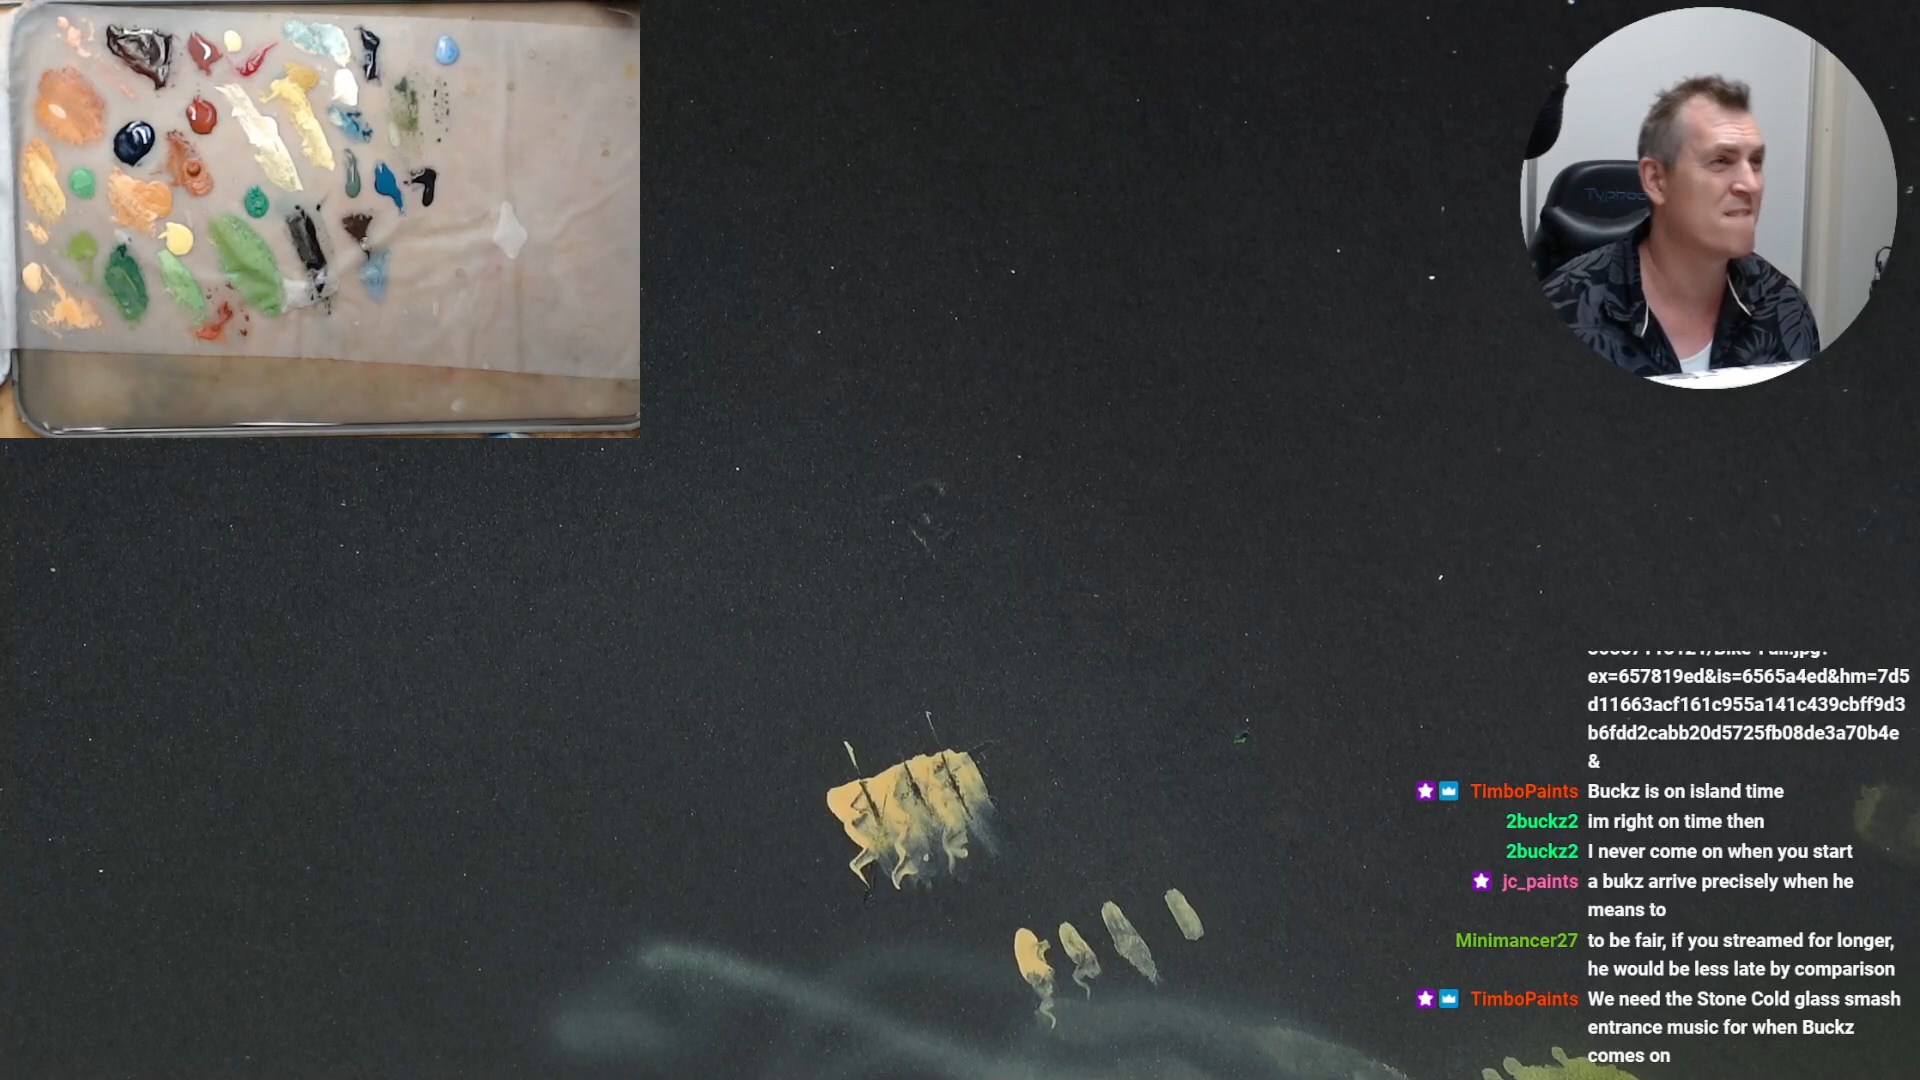 Typhoo
ex=657819ed&is=6565a4ed&hm=7d5
d11663acf161c955a141c439cbff9d3
b6fdd2cabb20d5725fb08de3a70b4e
&
TimboPaints Buckz is on island time
2buckz2 im right on time then
2buckz2 I never come on when you start
jc_paints a bukz arrive precisely when he
means to
Minimancer27 to be fair, if you streamed for longer,
he would be less late by comparison
TimboPaints We need the Stone Cold glass smash
entrance music for when Buckz
comes on